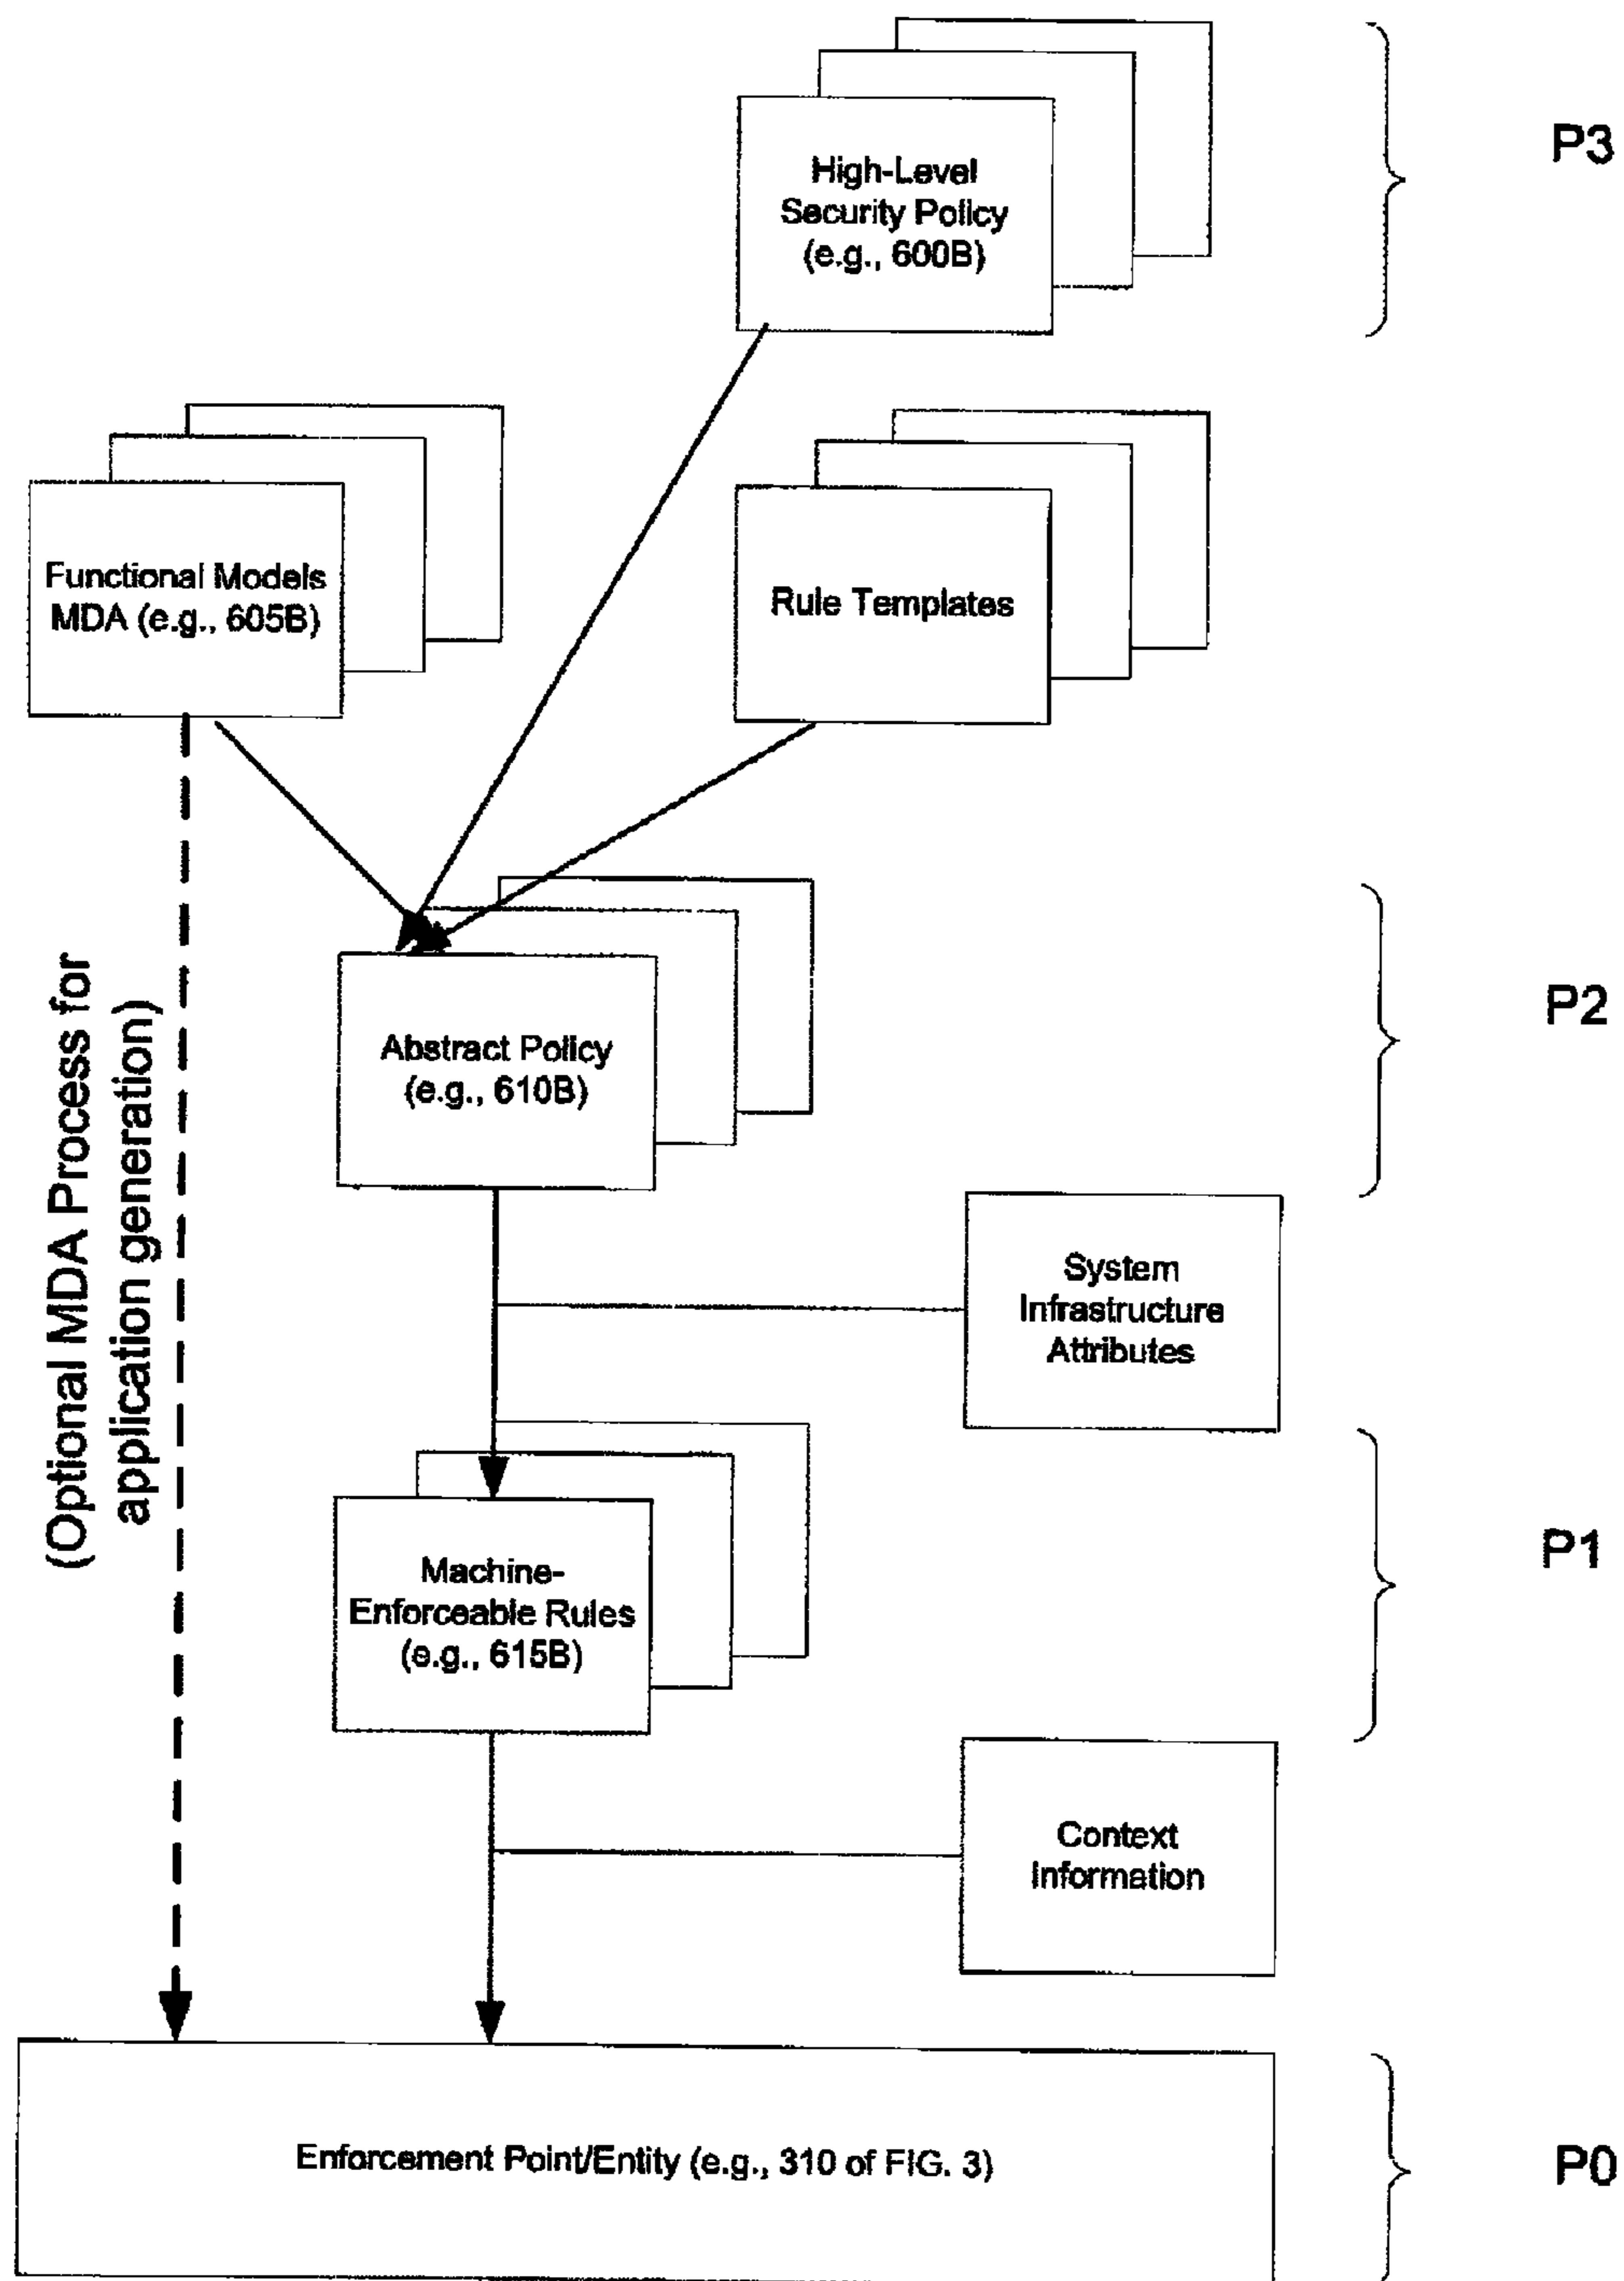 P3
High-Level
Security Policy
(e.g., 600B)
Functional Models
MDA (e.g., 605B)
Rule Templates
(Optional MDA Process for
application generation)
P2
Abstract Policy
(e.g., 610B)
System
Infrastructure
Attributes
P1
Machine-
Enforceable Rules
(e.g., 615B)
Context
Information
Enforcement Point/Entity (e.g., 310 of FIG. 3)
P0